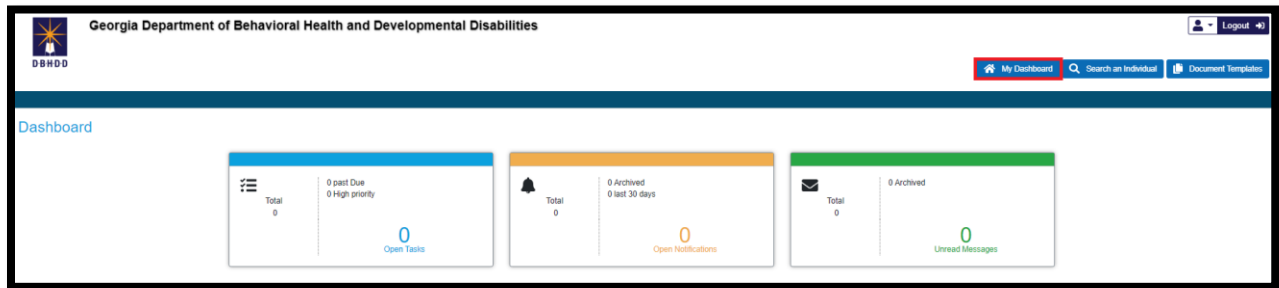 Georgia Department of Behavioral Health and Developmental Disabilities
Logout
DBHDD
My Dashboard Search an Individual Document Templates
Dashboard
0 past Due
0 High priority
Total
0
0
Open Tasks
0 Archived
0 last 30 days
Total
0
0
Open Notifications
0 Archived
Total
0
0
Unread Messages